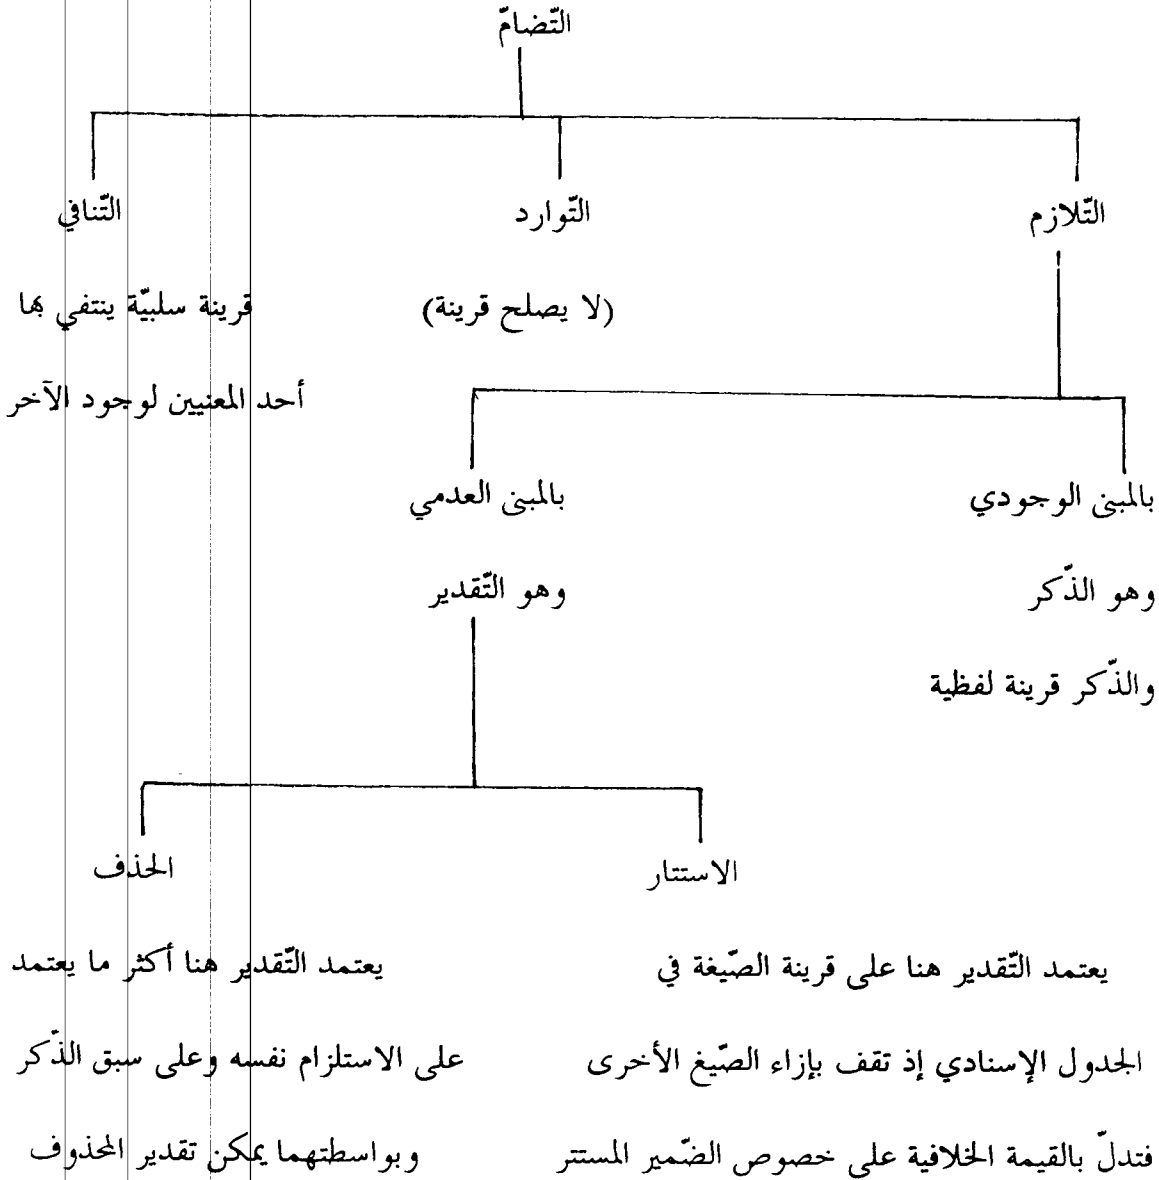 التّضامّ
التّلازم
التّوارد
التّنافي
(لا يصلح قرينة)
قرينة سلبيّة ينتفي بها
أحد المعنيين لوجود الآخر
بالمبنى الوجودي
بالمبنى العدمي
وهو الذّكر
وهو التّقدير
والذّكر قرينة لفظية
الاستتار
الحذف
يعتمد التّقدير هنا على قرينة الصّيغة في
الجدول الإسنادي إذ تقف بإزاء الصّيغ الأخرى
فتدلّ بالقيمة الخلافية على خصوص الضّمير المستتر
يعتمد التّقدير هنا أكثر ما يعتمد
على الاستلزام نفسه وعلى سبق الذّكر
وبواسطتهما يمكن تقدير المحذوف